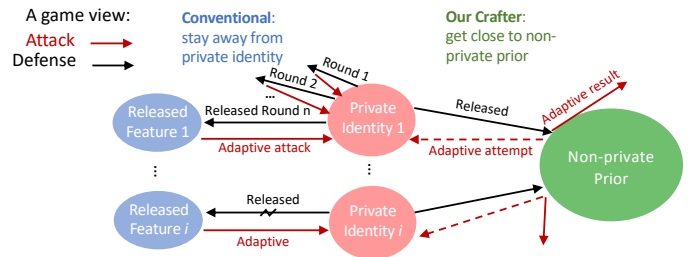 A game view:
Attack
Defense
Conventional:
stay away from
private identity
Our Crafter:
get close to non-
private prior
Round 1
Round 2
...
Released Round n
Released
Adaptive result
Released
Feature 1
Private
Identity 1
Adaptive attack
Adaptive attempt
Non-private
Prior
...
...
Released
Released
Feature i
Private
Identity i
Adaptive